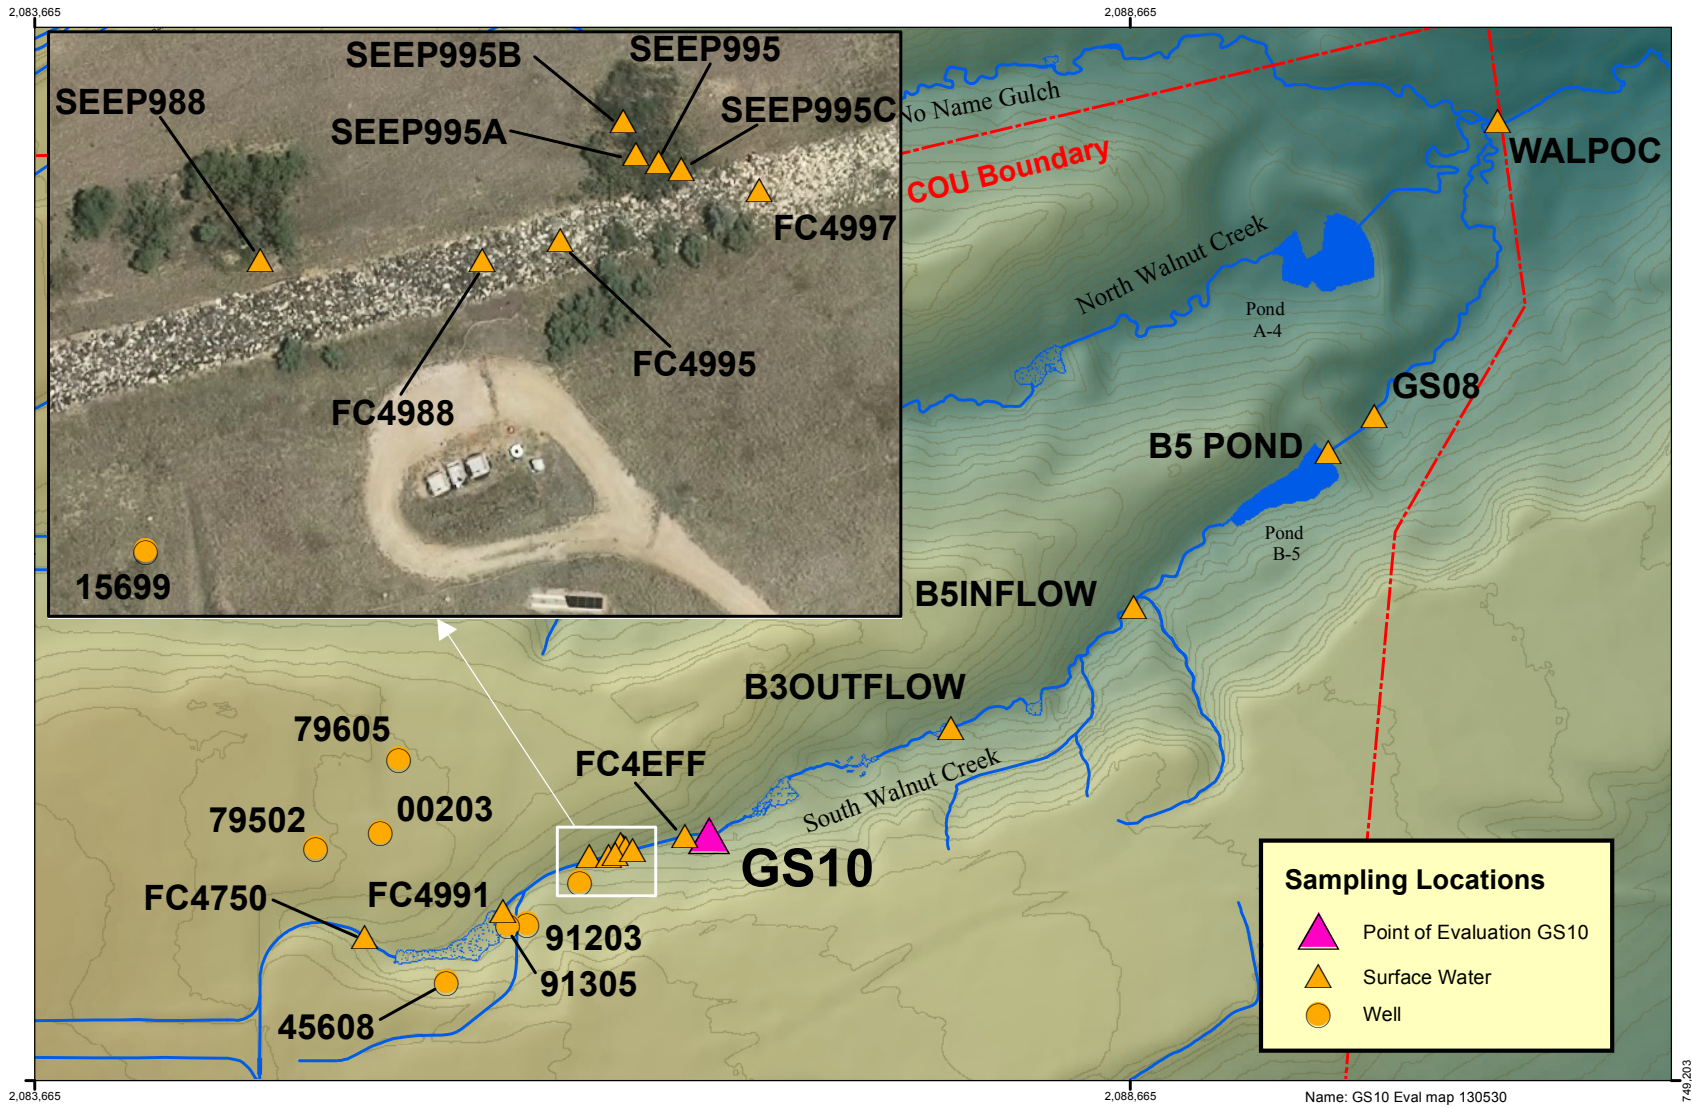 2,083,665
2,088,665
SEEP995B
SEEP995
SEEP988
SEEP995A
SEEP995C
FC4997
FC4995
FC4988
15699
No Name Gulch
COU Boundary
WALPOC
North Walnut Creek
Pond
A-4
GS08
B5 POND
Pond
B-5
B5INFLOW
B3OUTFLOW
79605
FC4EFF
South Walnut Creek
00203
79502
GS10
FC4750
FC4991
91203
91305
45608
Sampling Locations
Point of Evaluation GS10
Surface Water
Well
2,083,665
2,088,665
749,203
Name: GS10 Eval map 130530